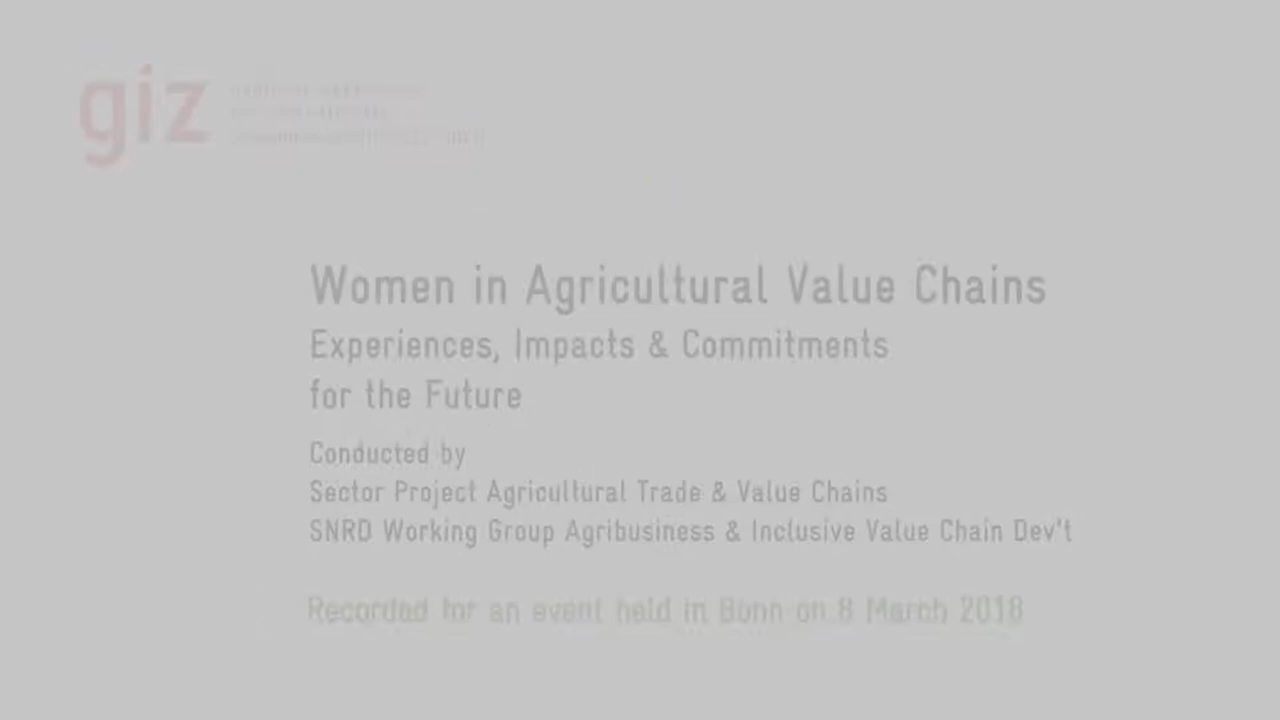 giz
Women in Agricultural Value Chains
Experiences, Impacts & Commitments
for the Future
Conducted by
Sector Project Agricultural Trade & Value Chains
SNRD Working Group Agribusiness & Inclusive Value Chain Dev't
Recorded for an event held in Bonn on 8 March 2018